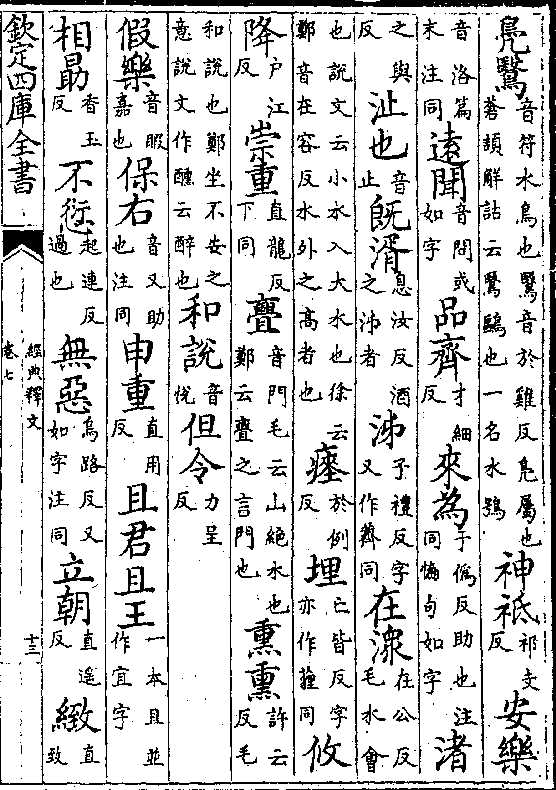 鳬鷖音符水鳥也鷖音於雞反鳬屬也蒼頡解詁云鷖鷗也一名水鴞神祇祁支反安樂
音洛篇末注同遠聞音問或如字品齊才細反來為于偽反助也注同慵句如字渚
之與反沚也音止既湑息汝反酒之沛者沛子禮反字又作䔕同在潀在公反毛水會
也說文云小水入大水也徐云鄭音在容反水外之高者也瘞於例反埋亡皆反字亦作薶同攸
降户江反崇重直龍反下同亹音門毛云山絕水也鄭云亹之言門也熏熏許云反毛
和說也鄭坐不安之意說文作醺云醉也和說音悅但令力呈反
假樂音暇嘉也保右音又助也注同申重直用反且君且王一本且並作宜字
相勖香玉反不愆起連反過也無惡烏路反又如字注同立朝直遥反緻直致
欽定四庫全書
經典釋文
卷七
十三